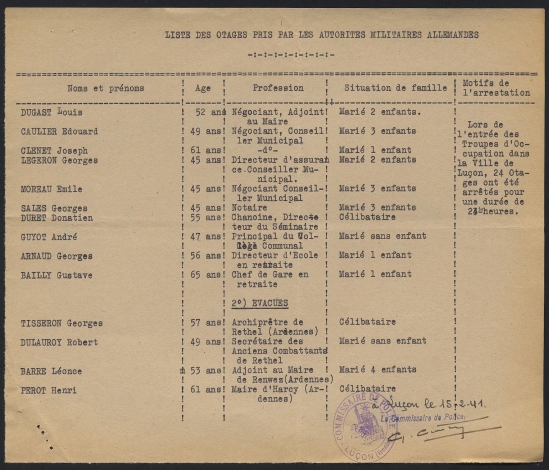 LISTE DES OTAGES PRIS PAR LES AUTORITES MILITAIRES ALLEMANDES
-:-:-:-:-:-:-:-
Noms et prénoms ! Age ! Profession ! Situation de famille ! Motifs de l'arrestation
DUGAST Louis ! 52 ans ! Négociant, Adjoint au Maire ! Marié 2 enfants.
CAULIER Edouard ! 49 ans ! Négociant, Conseiller Municipal ! Marié 3 enfants
CLENET Joseph ! 61 ans ! -do- ! Marié 1 enfant
LEGERON Georges ! 45 ans ! Directeur d'assurance. Conseiller Municipal. ! Marié 2 enfants
MOREAU Emile ! 45 ans ! Négociant Conseiller Municipal ! Marié 3 enfants
SALES Georges ! 45 ans ! Notaire ! Marié 3 enfants
DURET Donatien ! 55 ans ! Chanoine, Directeur du Séminaire ! Célibataire
GUYOT André ! 47 ans ! Principal du Collège Communal ! Marié sans enfant
ARNAUD Georges ! 56 ans ! Directeur d'Ecole en retraite ! Marié 1 enfant
BAILLY Gustave ! 65 ans ! Chef de Gare en retraite ! Marié 1 enfant
Lors de
l'entrée des
Troupes d'Oc-
cupation dans
la Ville de
Luçon, 24 Ota-
ges ont été
arrêtés pour
une durée de
24 heures.
2°) EVACUES
TISSERON Georges ! 57 ans ! Archiprêtre de Rethel (Ardennes) ! Célibataire
DULAUROY Robert ! 49 ans ! Secrétaire des Anciens Combattants de Rethel ! Marié sans enfant
BARRE Léonce ! 53 ans ! Adjoint au Maire de Renwez (Ardennes) ! Marié 4 enfants
PEROT Henri ! 61 ans ! Maire d'Harcy (Ardennes) ! Célibataire
à Luçon le 15-2-41.
Le Commissaire de Police,
COMMISSAIRE DE POLICE
LUÇON